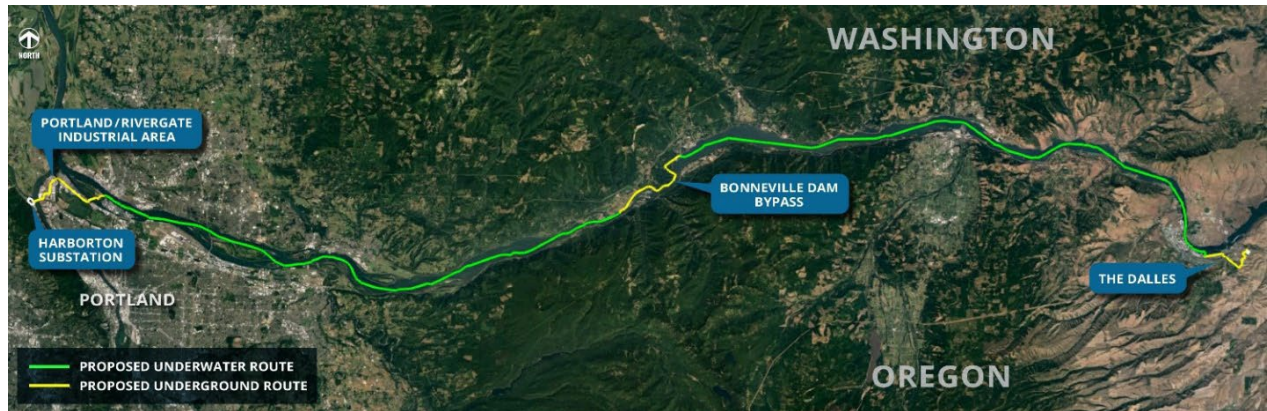 NORTH
WASHINGTON
PORTLAND/RIVERGATE
INDUSTRIAL AREA
BONNEVILLE DAM
BYPASS
HARBORTON
SUBSTATION
THE DALLES
PORTLAND
PROPOSED UNDERWATER ROUTE
PROPOSED UNDERGROUND ROUTE
OREGON